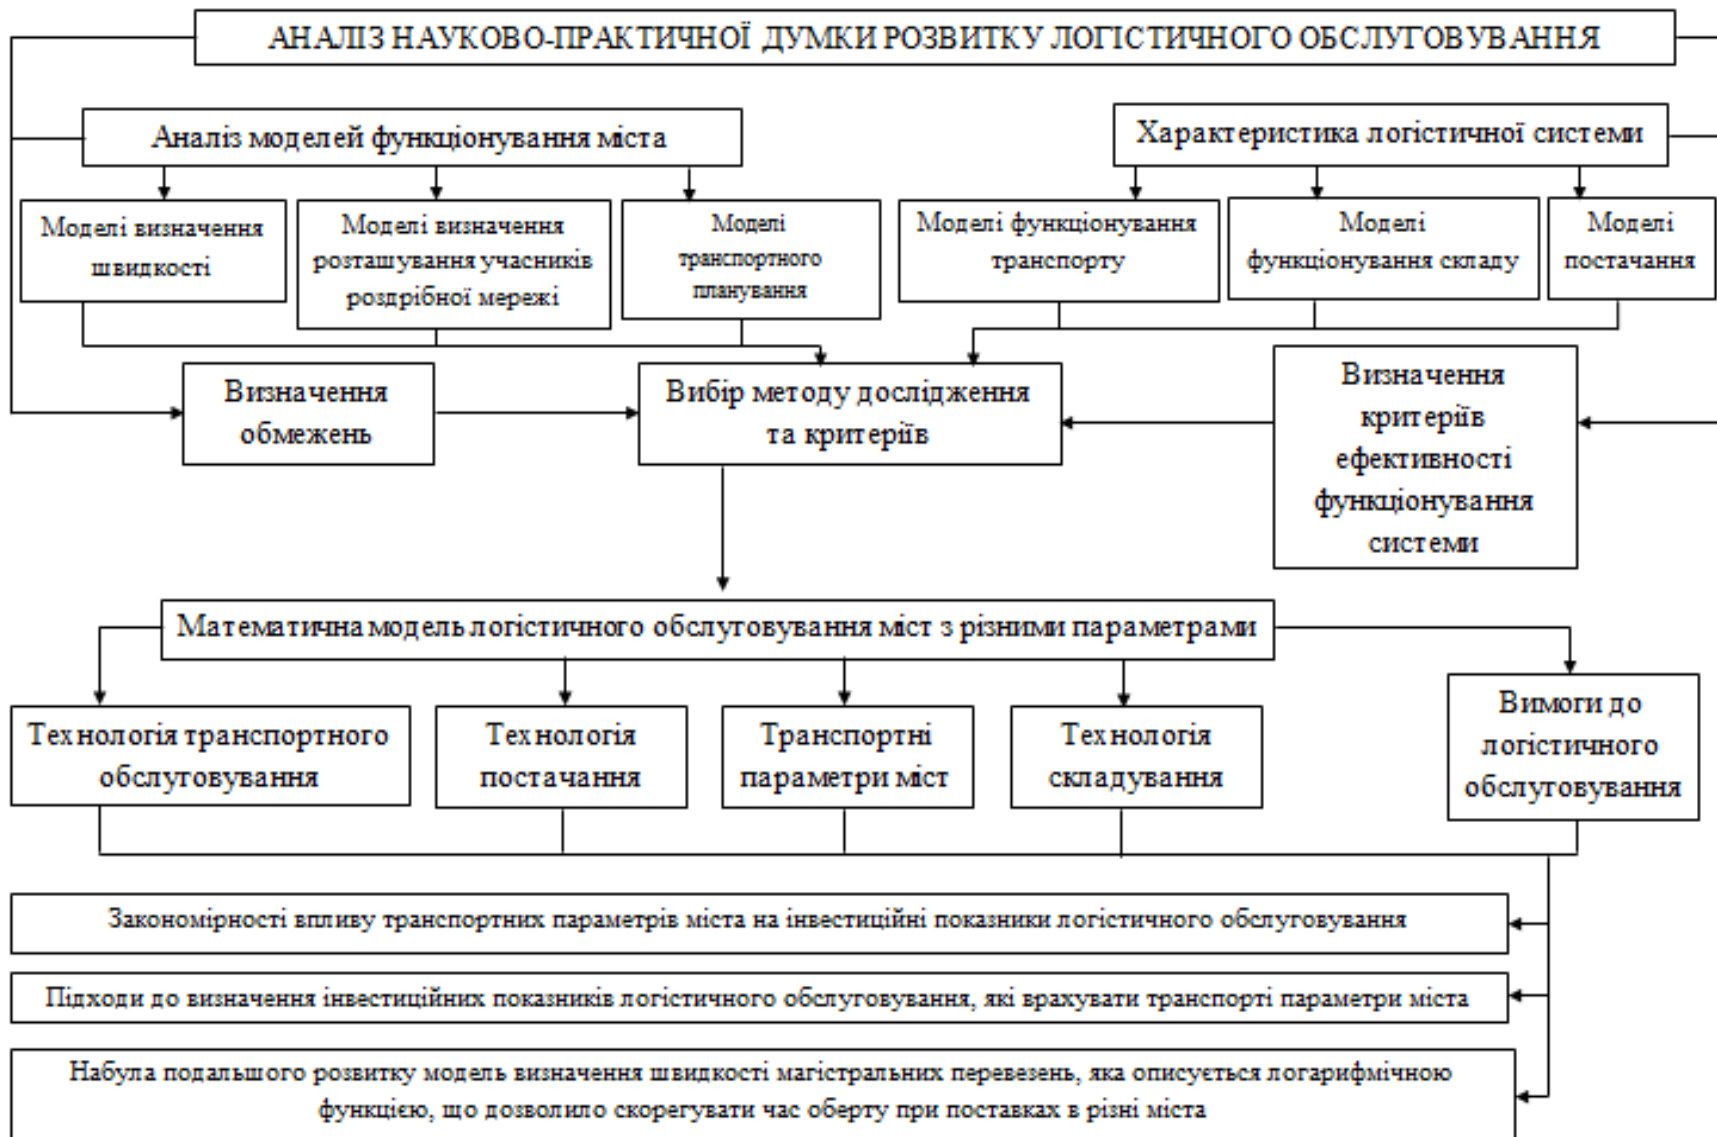 АНАЛІЗ НАУКОВО-ПРАКТИЧНОЇ ДУМКИ РОЗВИТКУ ЛОГІСТИЧНОГО ОБСЛУГОВУВАННЯ
Аналіз моделей функціонування міста
Характеристика логістичної системи
Моделі визначення
швидкості
Моделі визначення
розташування учасників
роздрібної мережі
Моделі
транспортного
планування
Моделі функціонування
транспорту
Моделі
функціонування складу
Моделі
постачання
Визначення
обмежень
Вибір методу дослідження
та критеріїв
Визначення
критеріїв
ефективності
функціонування
системи
Математична модель логістичного обслуговування міст з різними параметрами
Технологія транспортного
обслуговування
Технологія
постачання
Транспортні
параметри міст
Технологія
складування
Вимоги до
логістичного
обслуговування
Закономірності впливу транспортних параметрів міста на інвестиційні показники логістичного обслуговування
Підходи до визначення інвестиційних показників логістичного обслуговування, які врахувати транспорті параметри міста
Набула подальшого розвитку модель визначення швидкості магістральних перевезень, яка описується логарифмічною
функцією, що дозволило скорегувати час оберту при поставках в різні міста